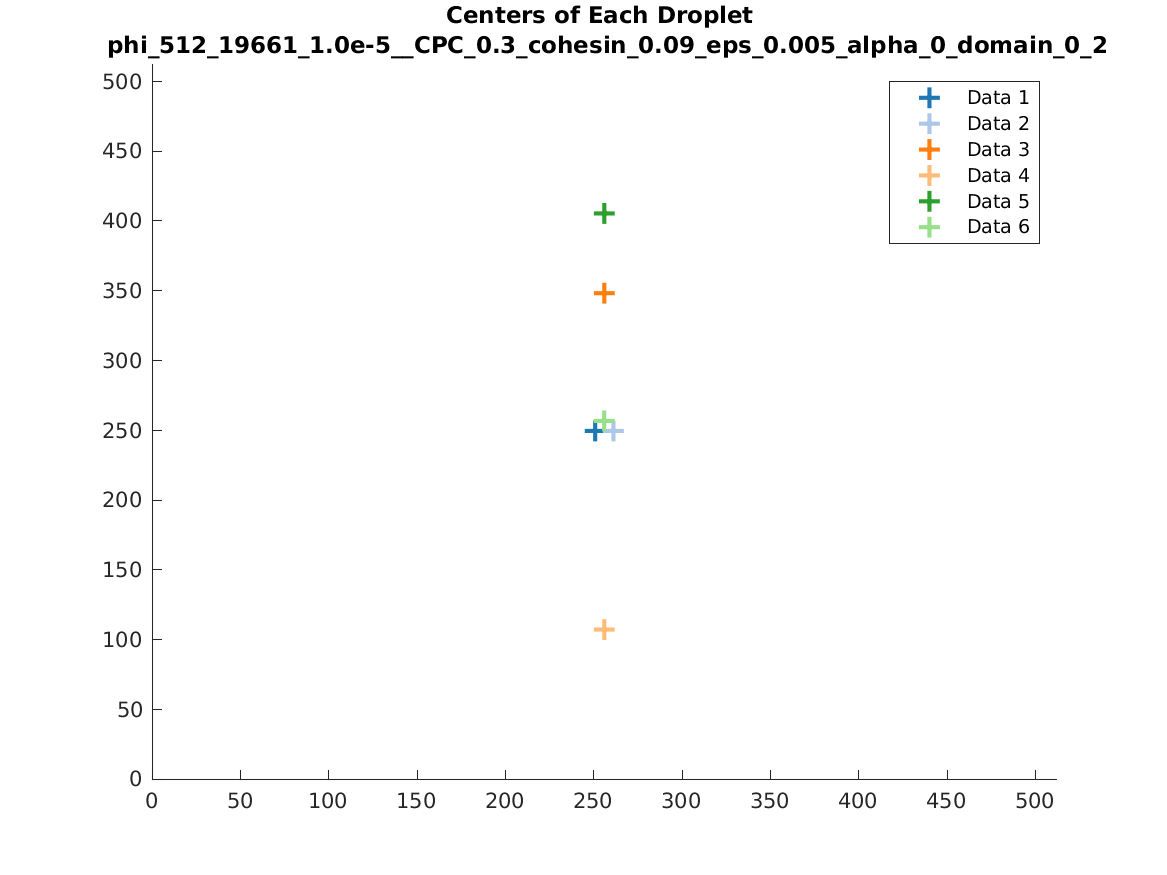 Centers of Each Droplet
phi_512_19661_1.0e-5__CPC_0.3_cohesin_0.09_eps_0.005_alpha_0_domain_0_2
500
450
400
350
300
250
200
150
100
50
0
0 50 100 150 200 250 300 350 400 450 500
Data 1
Data 2
Data 3
Data 4
Data 5
Data 6